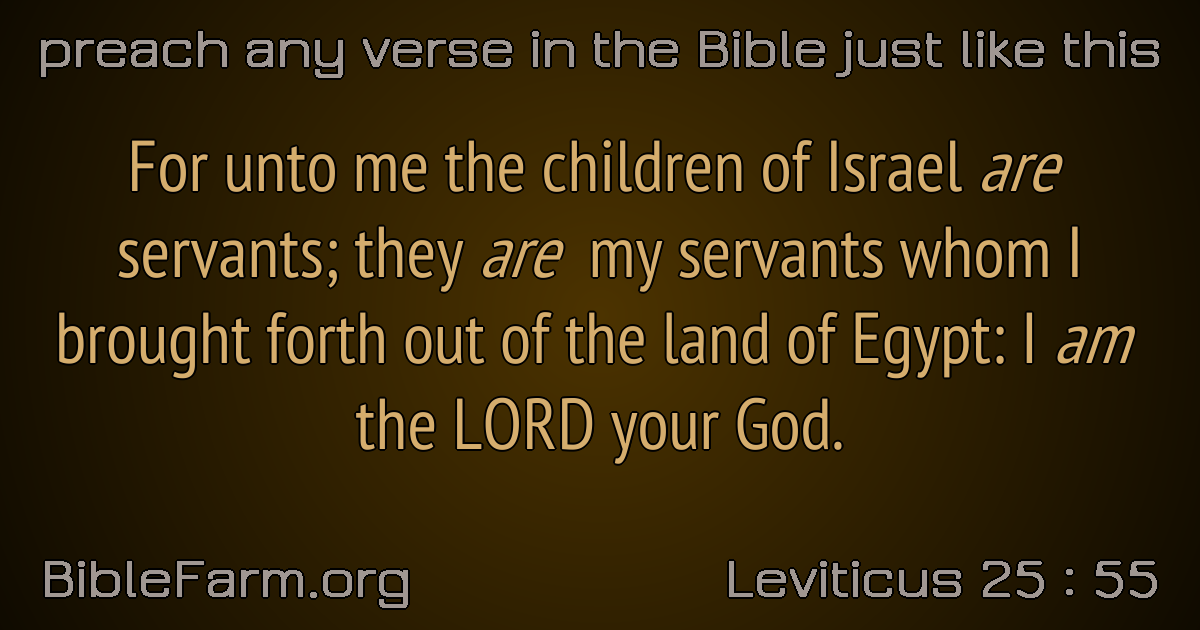 preach any verse in the Bible just like this
For unto me the children of Israel are
servants; they are my servants whom I
brought forth out of the land of Egypt: I am
the LORD your God.
BibleFarm.org
Leviticus 25 : 55